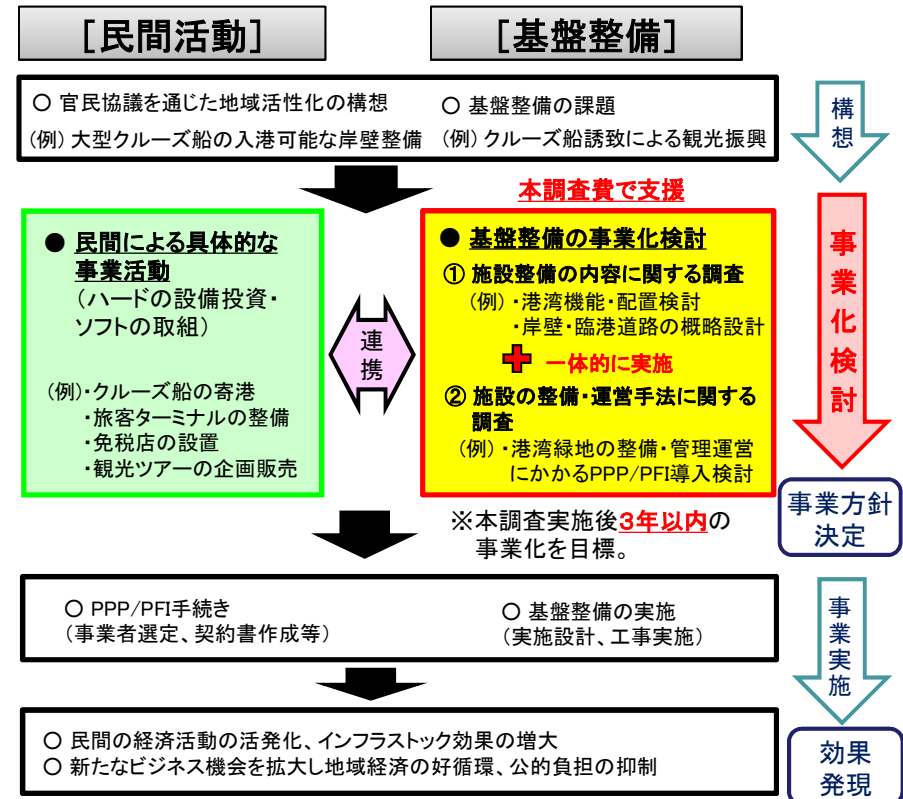 ［民間活動］
［基盤整備］
○ 官民協議を通じた地域活性化の構想
(例) 大型クルーズ船の入港可能な岸壁整備
○ 基盤整備の課題
(例) クルーズ船誘致による観光振興
構想
本調査費で支援
● 民間による具体的な
事業活動
（ハードの設備投資・
ソフトの取組）
(例)・クルーズ船の寄港
・旅客ターミナルの整備
・免税店の設置
・観光ツアーの企画販売
連携
● 基盤整備の事業化検討
① 施設整備の内容に関する調査
(例) ・港湾機能・配置検討
・岸壁・臨港道路の概略設計
一体的に実施
② 施設の整備・運営手法に関する
調査
(例) ・港湾緑地の整備・管理運営
にかかるPPP/PFI導入検討
事業化検討
※本調査実施後３年以内の
事業化を目標。
事業方針
決定
○ PPP/PFI手続き
（事業者選定、契約書作成等）
○ 基盤整備の実施
（実施設計、工事実施）
事業実施
○ 民間の経済活動の活発化、インフラストック効果の増大
○ 新たなビジネス機会を拡大し地域経済の好循環、公的負担の抑制
効果
発現